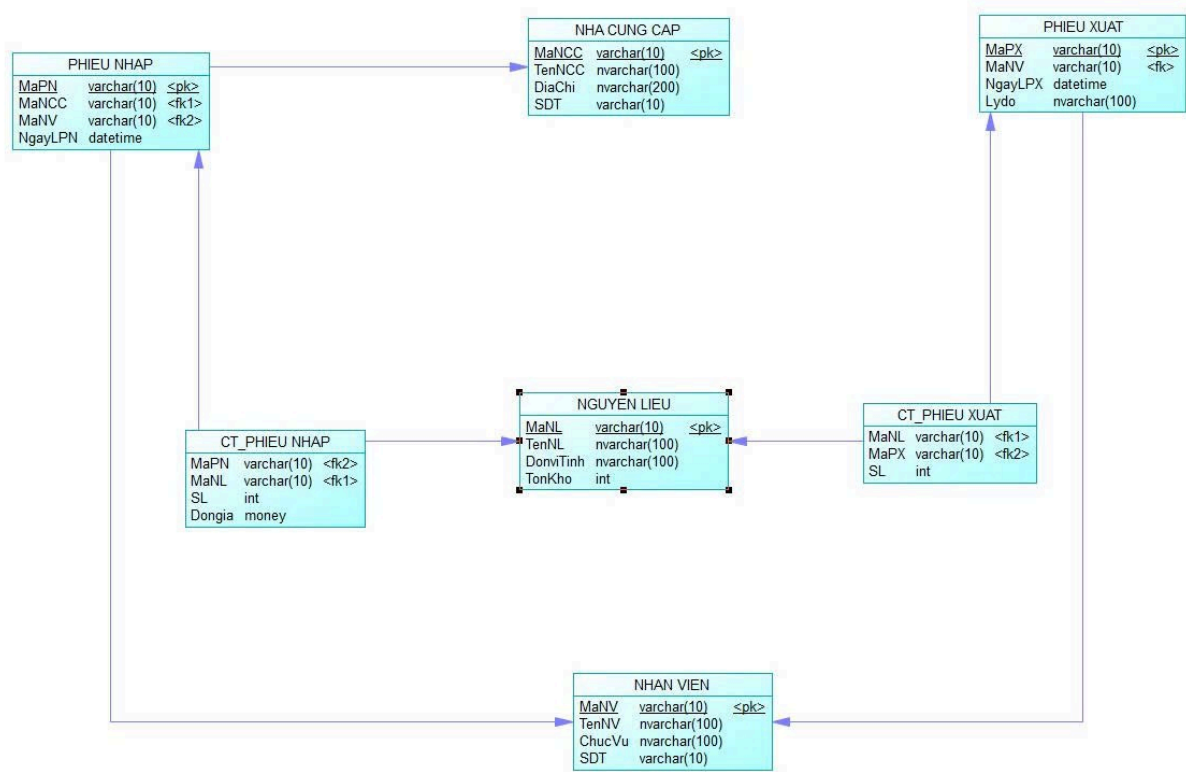 NHA CUNG CAP
MaNCC varchar(10) <pk>
TenNCC nvarchar(100)
DiaChi nvarchar(200)
SDT varchar(10)
PHIEU XUAT
MaPX varchar(10) <pk>
MaNV varchar(10) <fk>
NgayLPX datetime
Lydo nvarchar(100)
PHIEU NHAP
MaPN varchar(10) <pk>
MaNCC varchar(10) <fk1>
MaNV varchar(10) <fk2>
NgayLPN datetime
NGUYEN LIEU
MaNL varchar(10) <pk>
TenNL nvarchar(100)
DonviTinh nvarchar(100)
TonKho int
CT_PHIEU XUAT
MaNL varchar(10) <fk1>
MaPX varchar(10) <fk2>
SL int
CT_PHIEU NHAP
MaPN varchar(10) <fk2>
MaNL varchar(10) <fk1>
SL int
Dongia money
NHAN VIEN
MaNV varchar(10) <pk>
TenNV nvarchar(100)
ChucVu nvarchar(100)
SDT varchar(10)